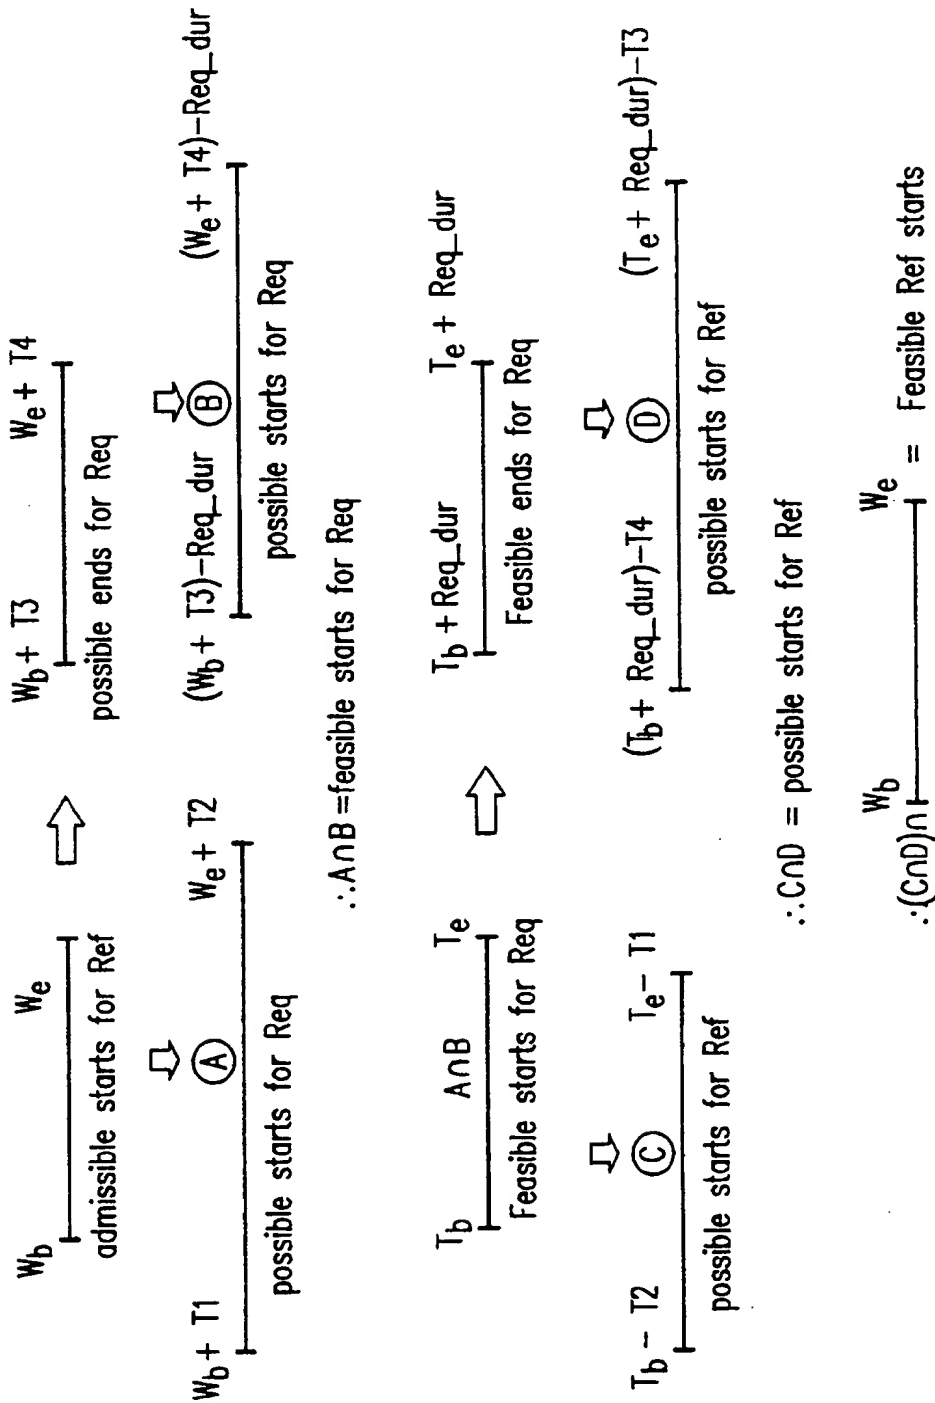 W_b W_e W_b + T3 W_e + T4
admissible starts for Ref possible ends for Req
W_b + T1 A W_e + T2 (W_b + T3)-Req_dur B (W_e + T4)-Req_dur
possible starts for Req possible starts for Req
∴A∩B=feasible starts for Req
T_b A∩B T_e T_b + Req_dur T_e + Req_dur
Feasible starts for Req Feasible ends for Req
T_b - T2 C T_e - T1 (T_b + Req_dur)-T4 D (T_e + Req_dur)-T3
possible starts for Ref possible starts for Ref
∴C∩D = possible starts for Ref
∴(C∩D)∩ W_b W_e = Feasible Ref starts